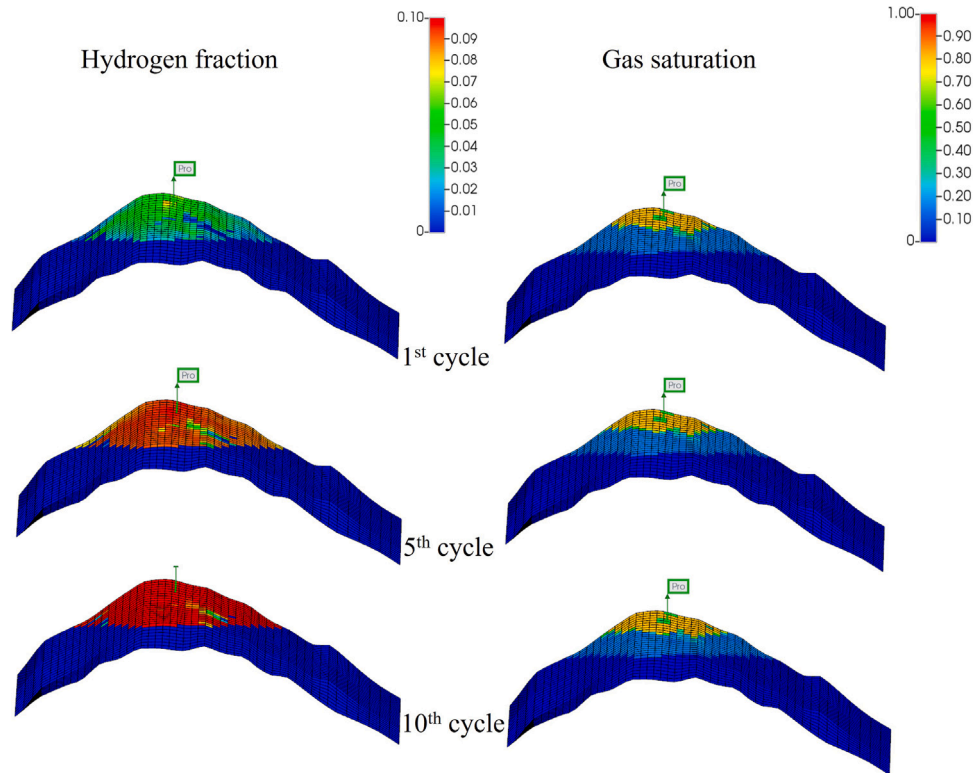 Hydrogen fraction
0.10
0.09
0.08
0.07
0.06
0.05
0.04
0.03
0.02
0.01
0
Gas saturation
1.00
0.90
0.80
0.70
0.60
0.50
0.40
0.30
0.20
0.10
0
Pro
Pro
1st cycle
Pro
Pro
5th cycle
Pro
10th cycle